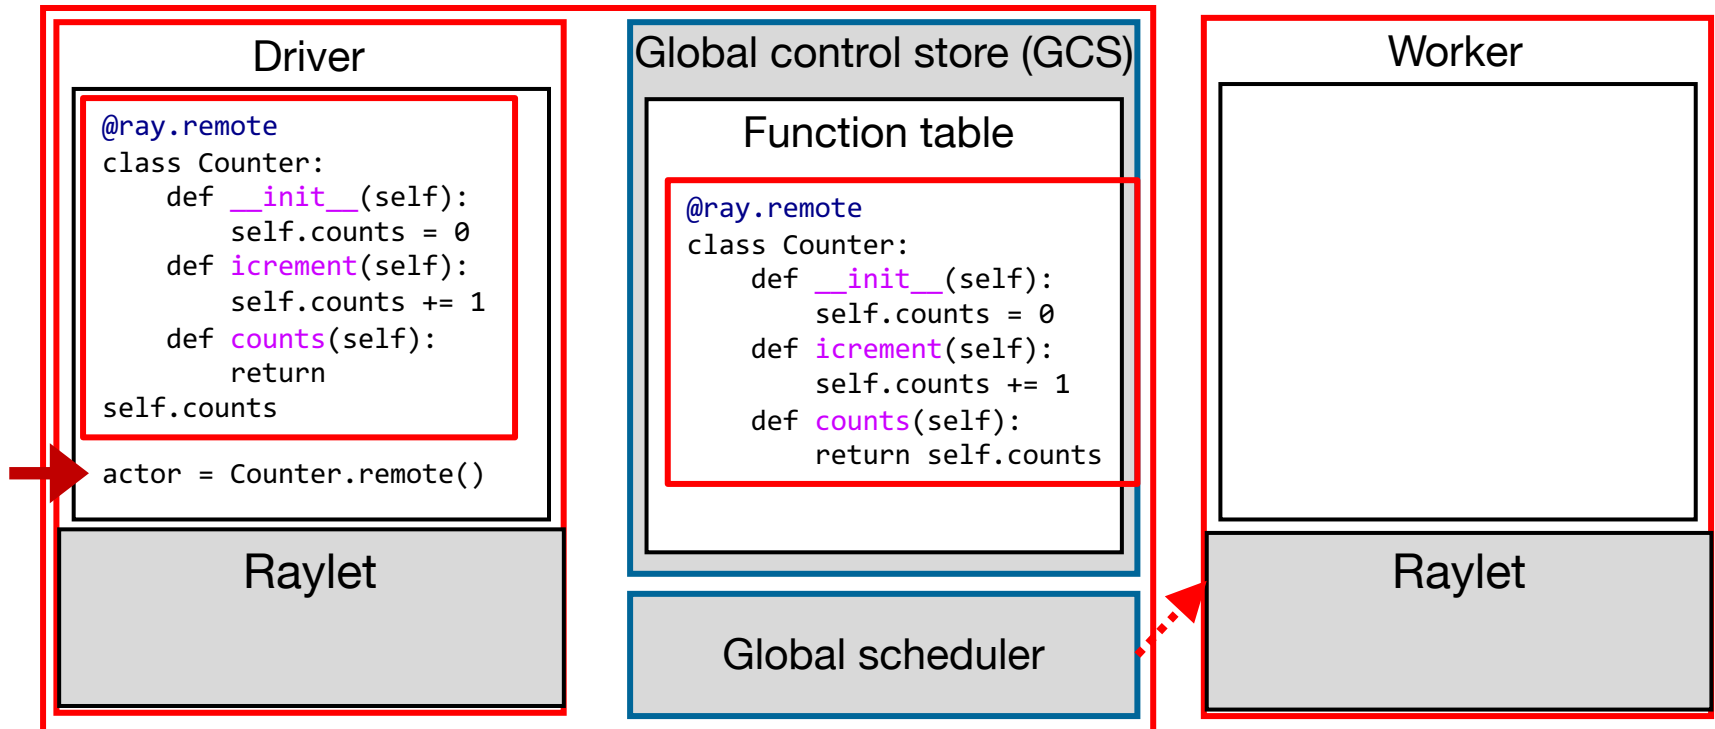 Driver
@ray.remote
class Counter:
    def __init__(self):
        self.counts = 0
    def icrement(self):
        self.counts += 1
    def counts(self):
        return
self.counts
actor = Counter.remote()
Raylet
Global control store (GCS)
Function table
@ray.remote
class Counter:
    def __init__(self):
        self.counts = 0
    def icrement(self):
        self.counts += 1
    def counts(self):
        return self.counts
Global scheduler
Worker
Raylet